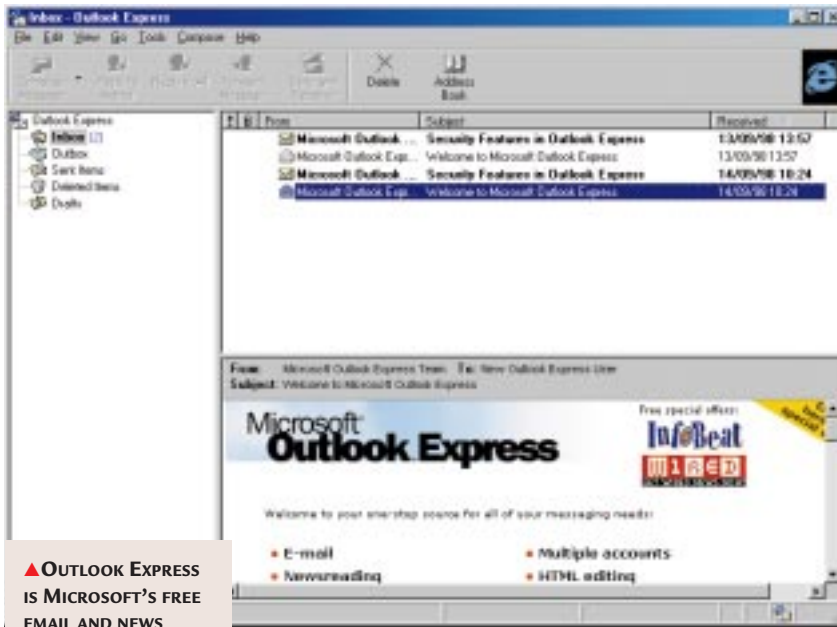 Inbox - Outlook Express
File Edit View Go Tools Compose Help
Delete
Address
Book
Outlook Express
Inbox (2)
Outbox
Sent Items
Deleted Items
Drafts
From Subject Received
Microsoft Outlook ... Security Features in Outlook Express 13/09/98 13:57
Microsoft Outlook Expr... Welcome to Microsoft Outlook Express 13/09/98 13:57
Microsoft Outlook ... Security Features in Outlook Express 14/09/98 10:24
Microsoft Outlook Expr... Welcome to Microsoft Outlook Express 14/09/98 10:24
From: Microsoft Outlook Express Team To: New Outlook Express User
Subject: Welcome to Microsoft Outlook Express
Microsoft
Outlook Express
Free special offers:
InfoBeat
WIRED
Welcome to your one-stop source for all of your messaging needs:
• E-mail
• Multiple accounts
• Newsreading
• HTML editing
▲OUTLOOK EXPRESS
IS MICROSOFT'S FREE
EMAIL AND NEWS